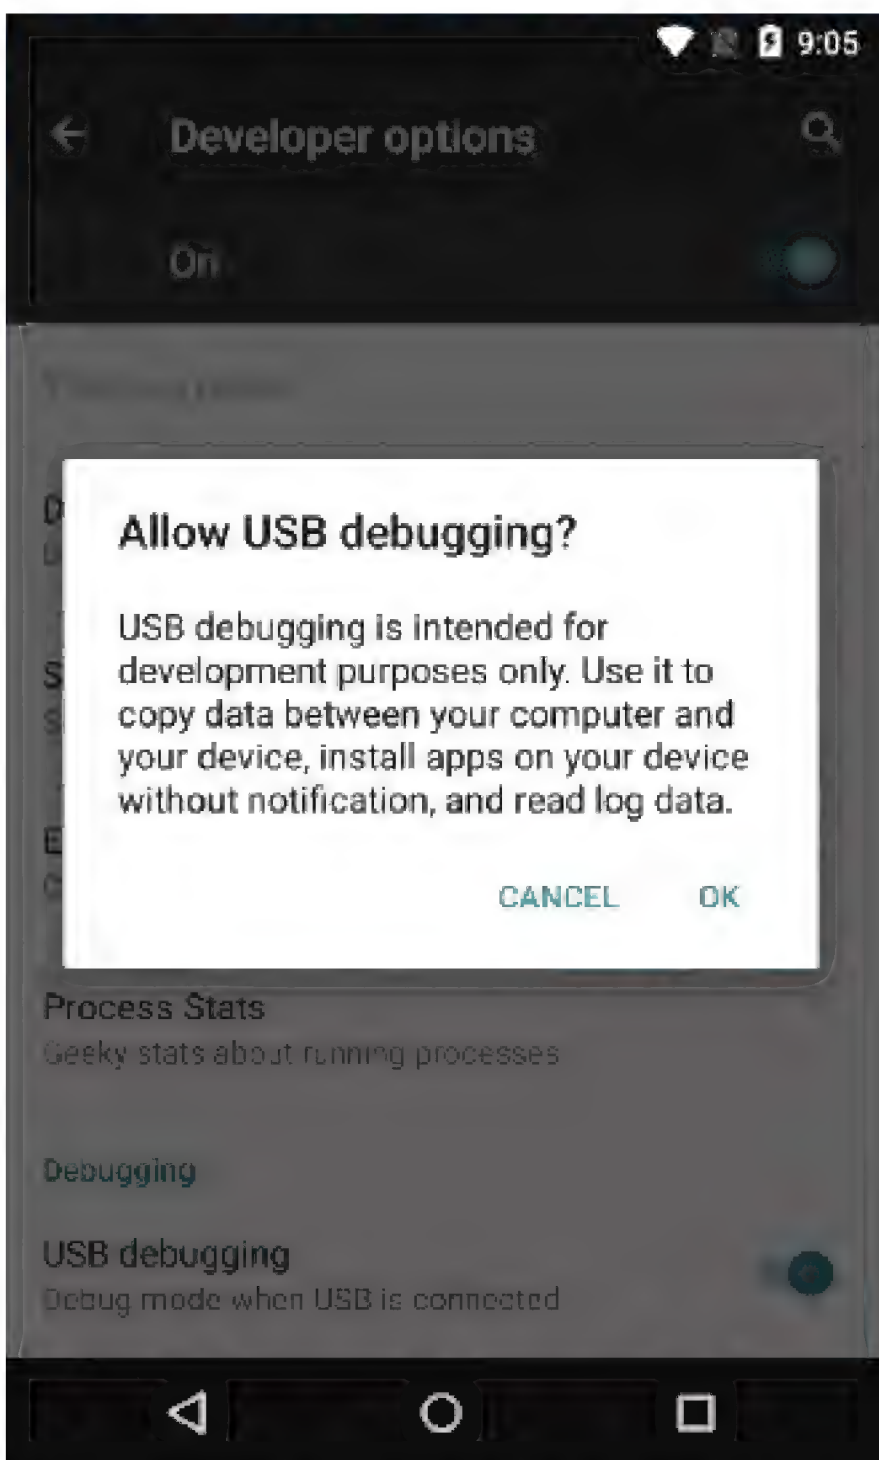 9:05
Developer options
On
Allow USB debugging?
USB debugging is intended for
development purposes only. Use it to
copy data between your computer and
your device, install apps on your device
without notification, and read log data.
CANCEL OK
Process Stats
Geeky stats about running processes
Debugging
USB debugging
Debug mode when USB is connected